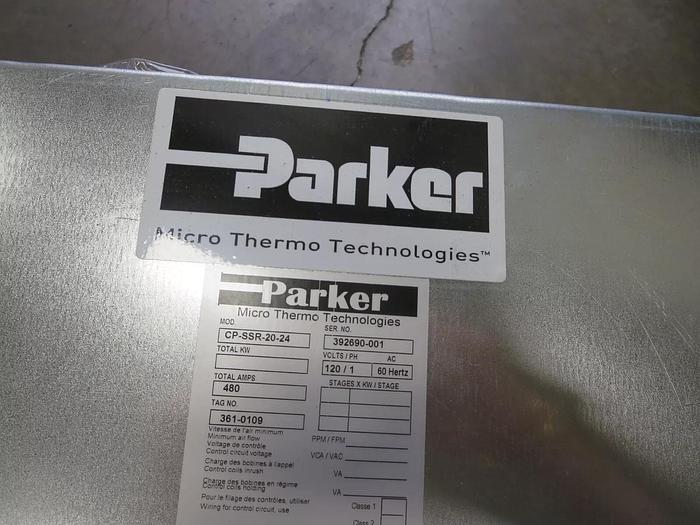 Parker
Micro Thermo Technologies™
Parker
Micro Thermo Technologies
MOD. SER. NO.
CP-SSR-20-24 392690-001
TOTAL KW VOLTS / PH AC
120 / 1 60 Hertz
TOTAL AMPS STAGES X KW / STAGE
480
TAG NO.
361-0109
Vitesse de l'air minimum
Minimum air flow PPM / FPM
Voltage de contrôle
Control circuit voltage VCA / VAC
Charge des bobines à l'appel
Control coils inrush VA
Charge des bobines en régime
Control coils holding VA
Pour le filage des contrôles, utiliser Classe 1
Wiring for control circuit, use Class 2